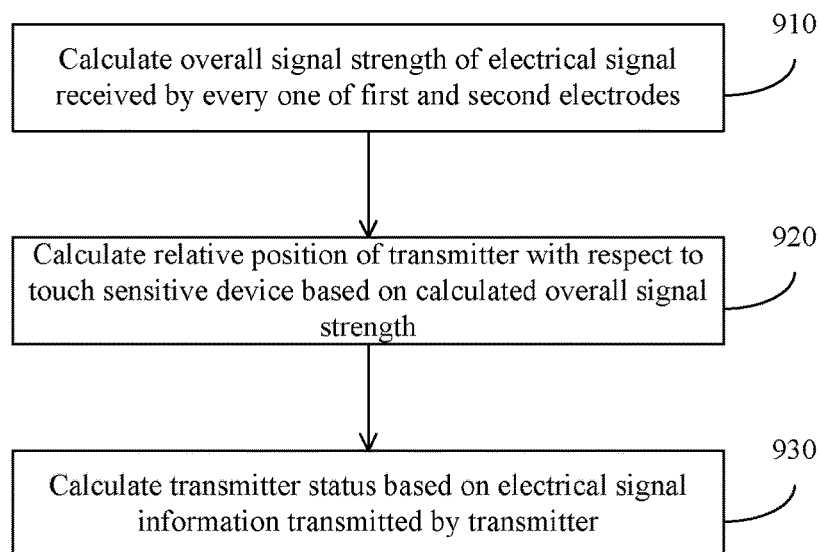 910
Calculate overall signal strength of electrical signal
received by every one of first and second electrodes
920
Calculate relative position of transmitter with respect to
touch sensitive device based on calculated overall signal
strength
930
Calculate transmitter status based on electrical signal
information transmitted by transmitter